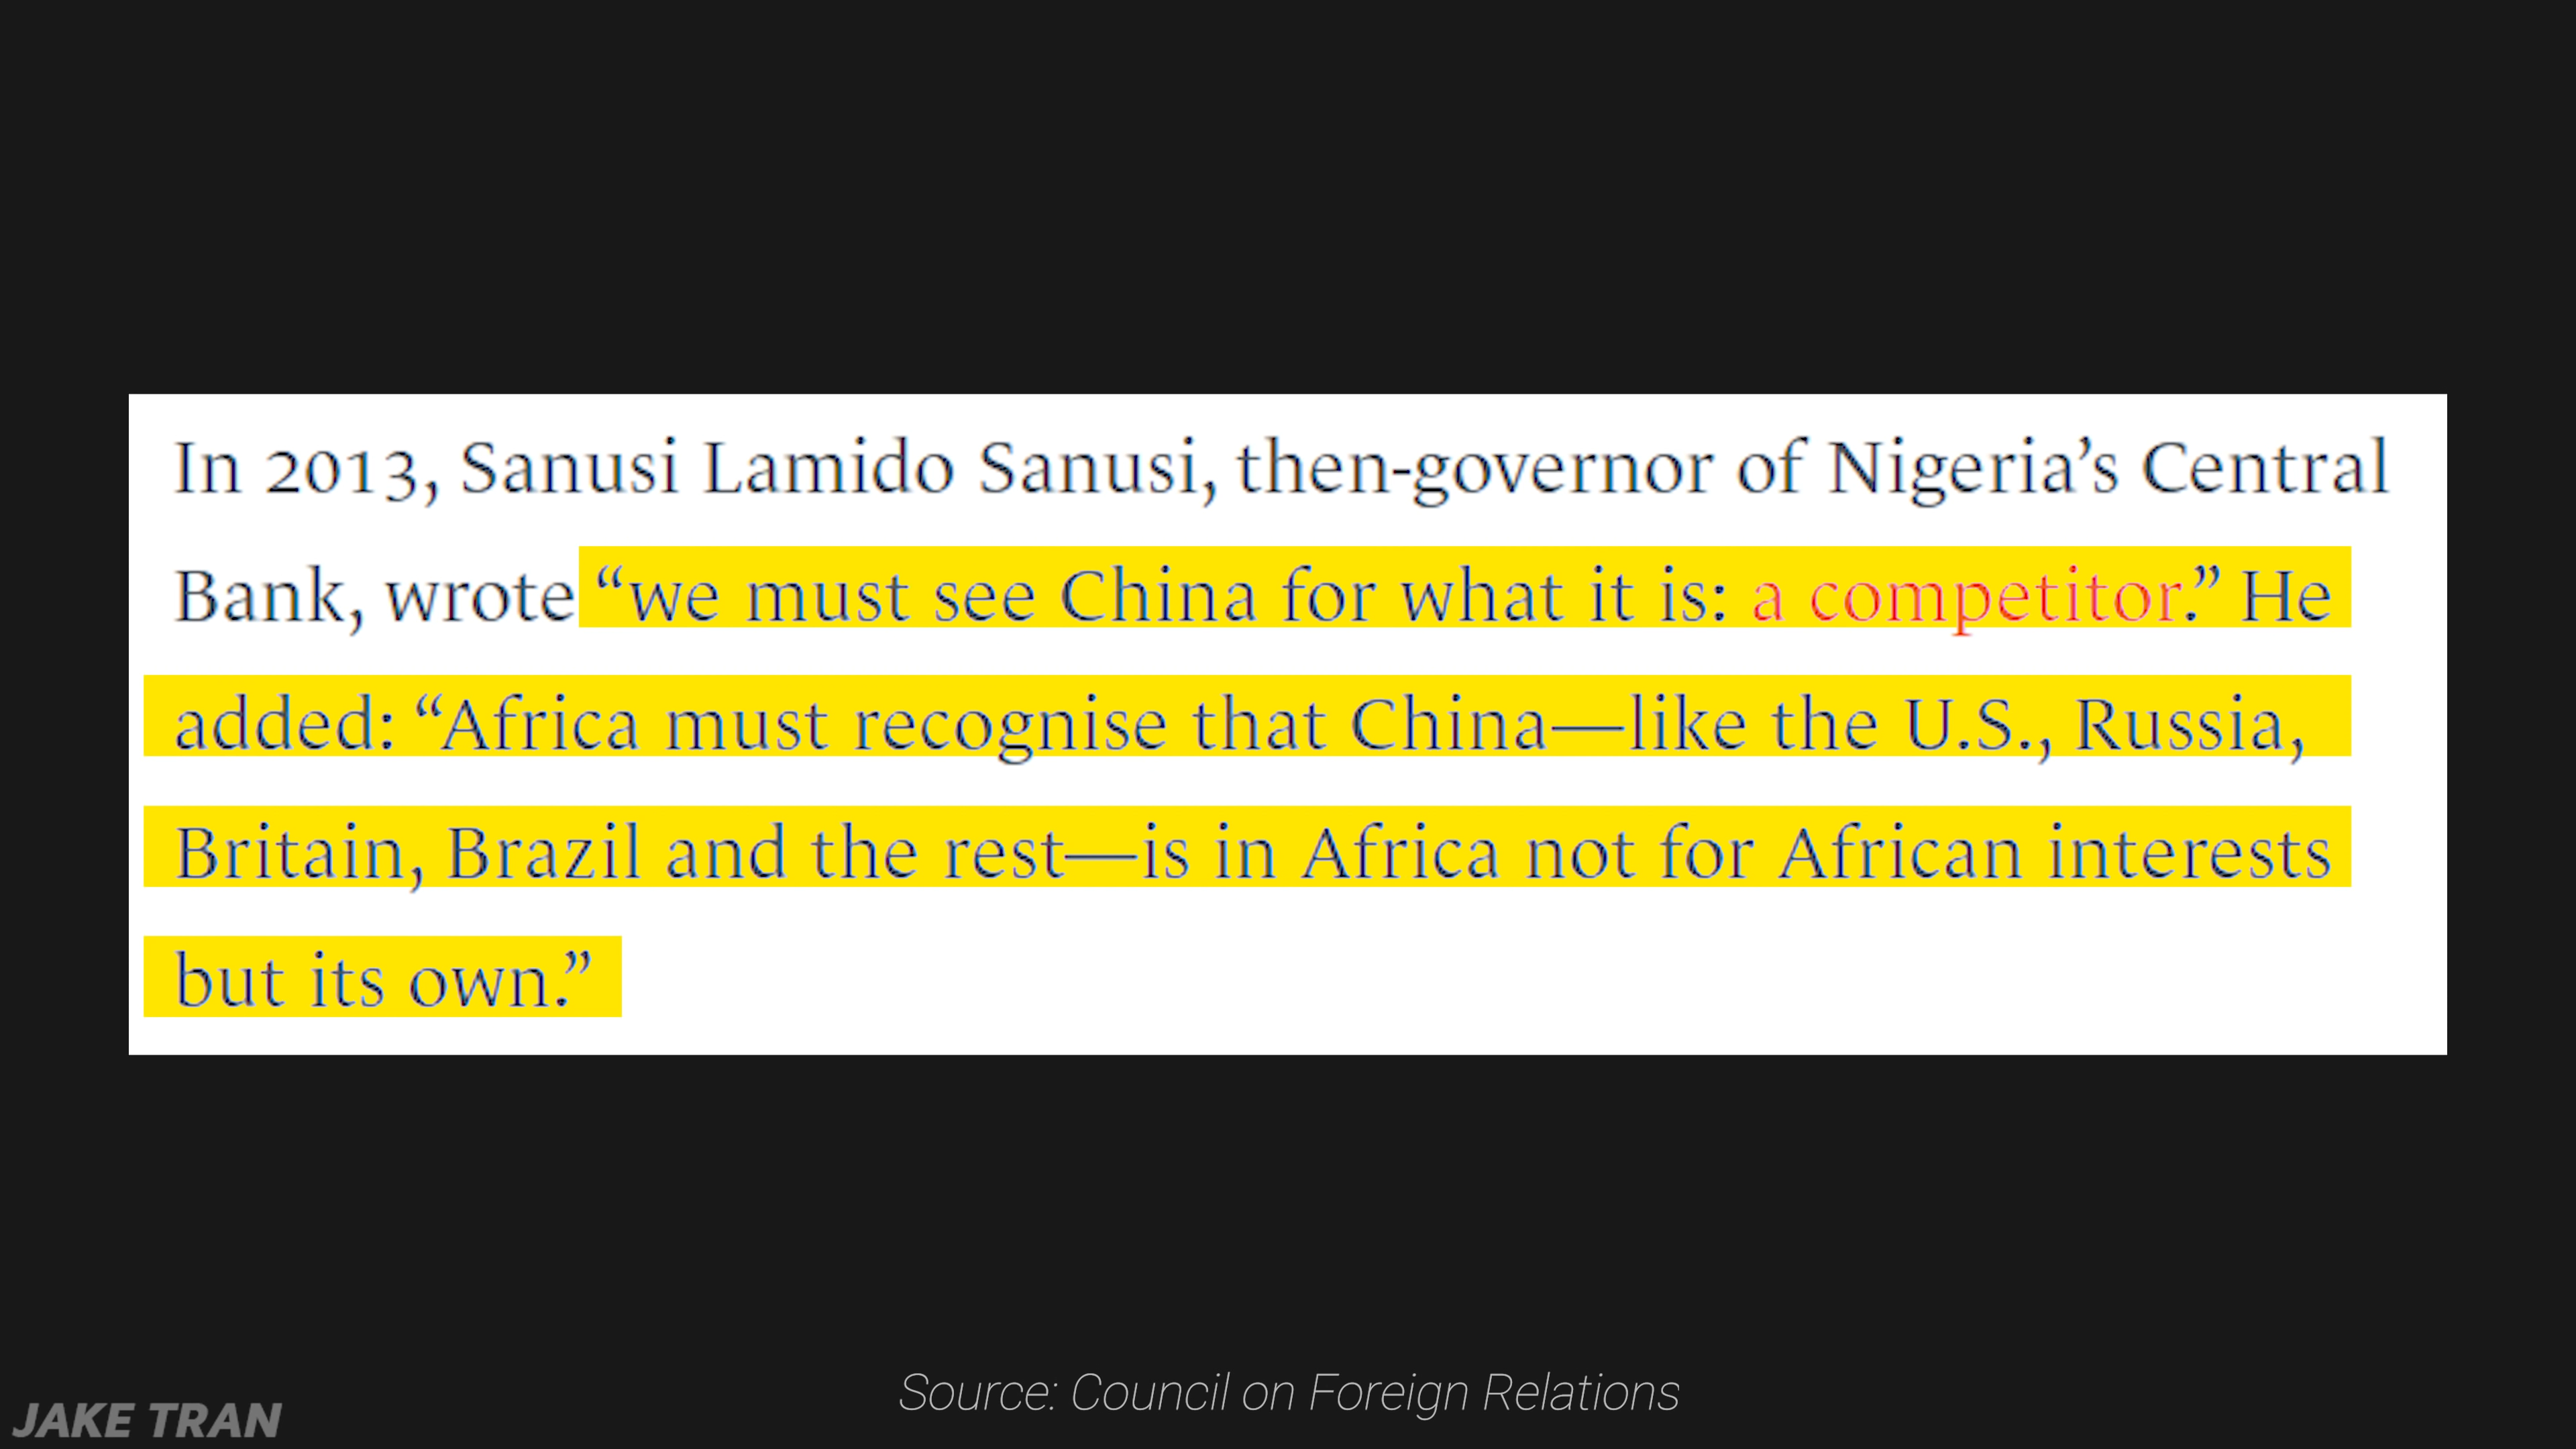 In 2013, Sanusi Lamido Sanusi, then-governor of Nigeria’s Central
Bank, wrote “we must see China for what it is: a competitor.” He
added: “Africa must recognise that China—like the U.S., Russia,
Britain, Brazil and the rest—is in Africa not for African interests
but its own.”
Source: Council on Foreign Relations
JAKE TRAN